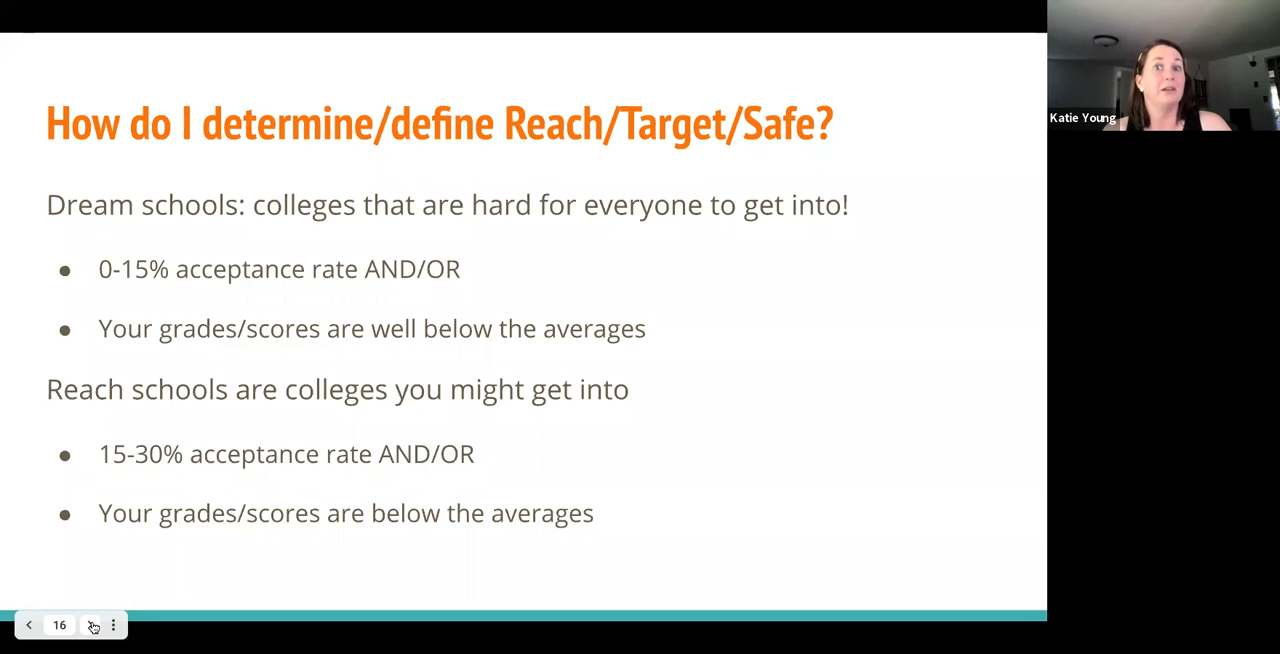 How do I determine/define Reach/Target/Safe?
Dream schools: colleges that are hard for everyone to get into!
● 0-15% acceptance rate AND/OR
● Your grades/scores are well below the averages
Reach schools are colleges you might get into
● 15-30% acceptance rate AND/OR
● Your grades/scores are below the averages
16
Katie Young